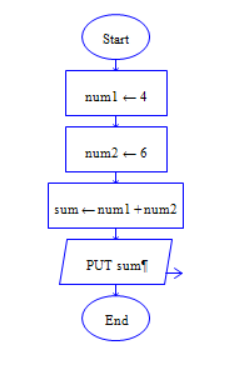 Start
num1 ← 4
num2 ← 6
sum ← num1 + num2
PUT sum¶
End